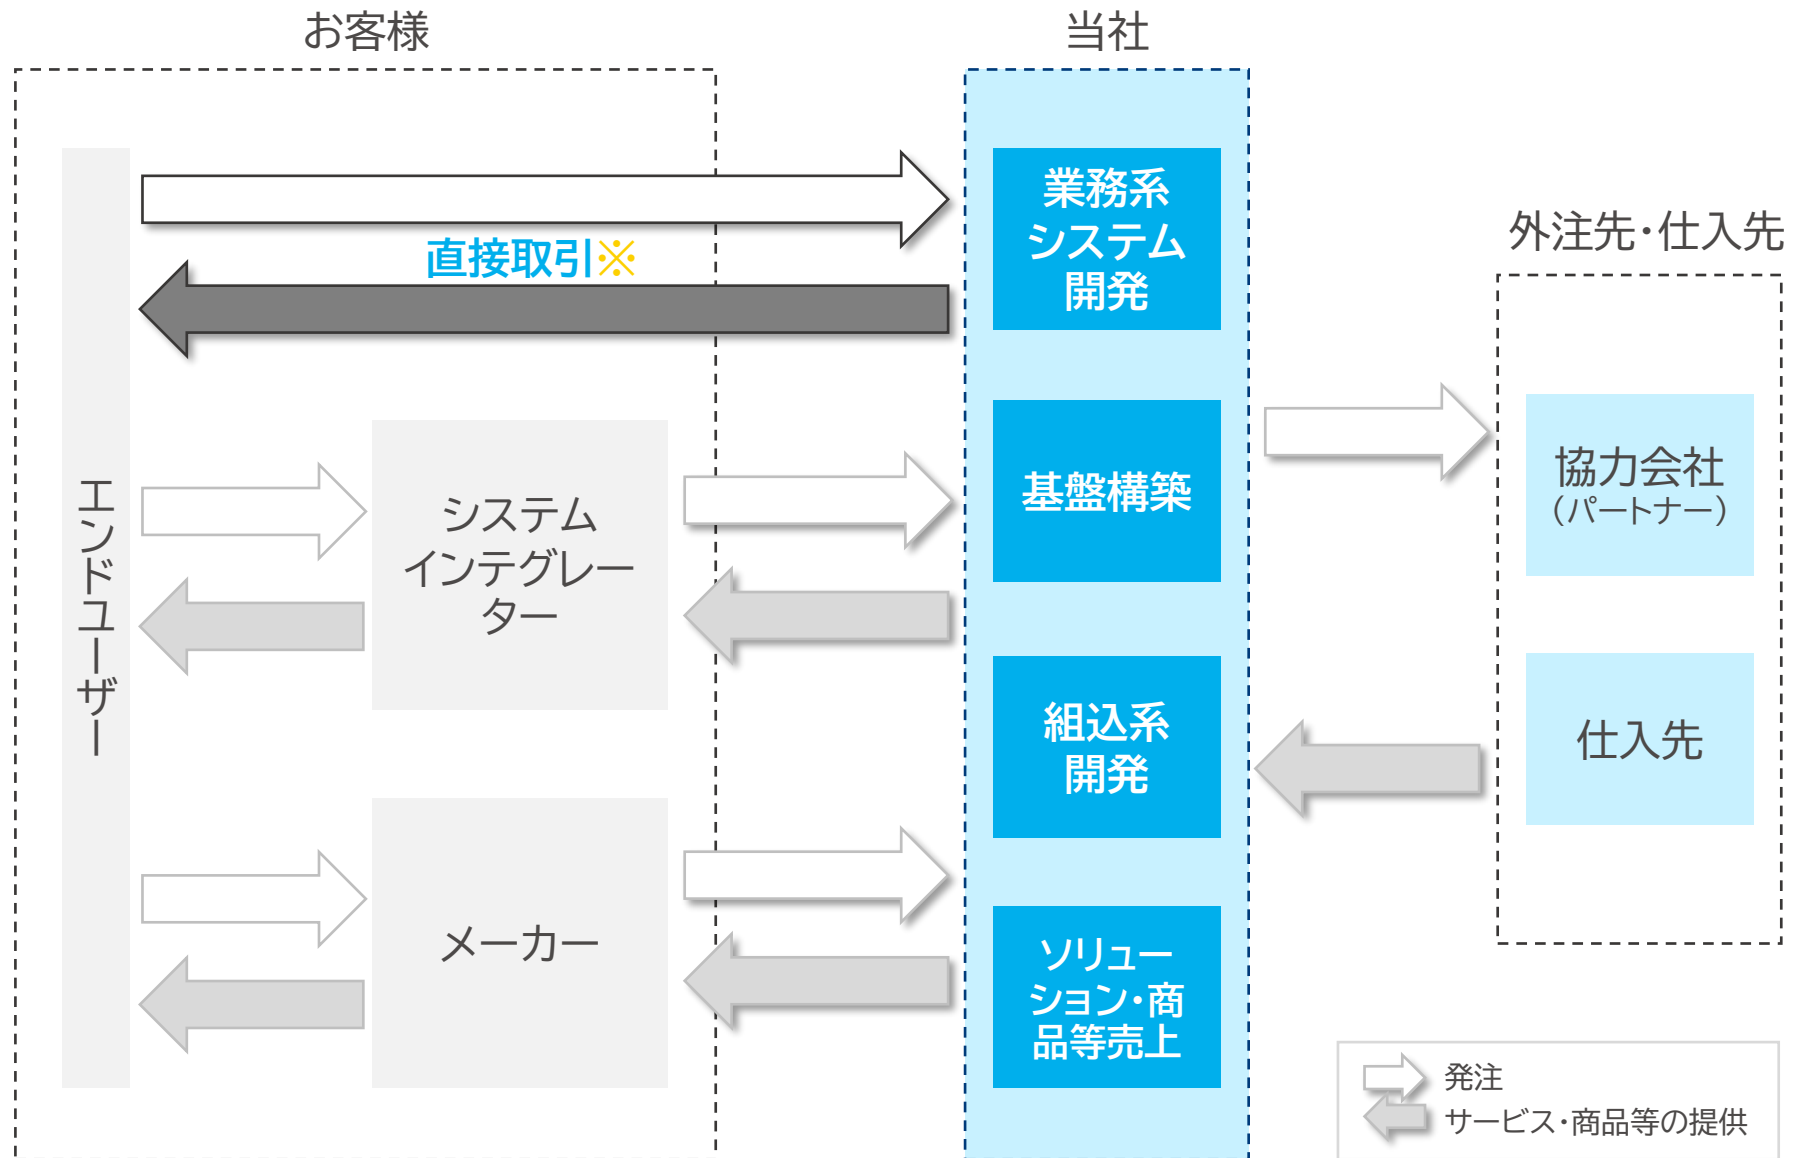 お客様
当社
外注先・仕入先
エンドユーザー
直接取引※
システム
インテグレー
ター
メーカー
業務系
システム
開発
基盤構築
組込系
開発
ソリュー
ション・商
品等売上
協力会社
（パートナー）
仕入先
発注
サービス・商品等の提供